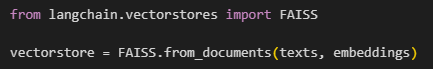 from langchain.vectorstores import FAISS
vectorstore = FAISS.from_documents(texts, embeddings)